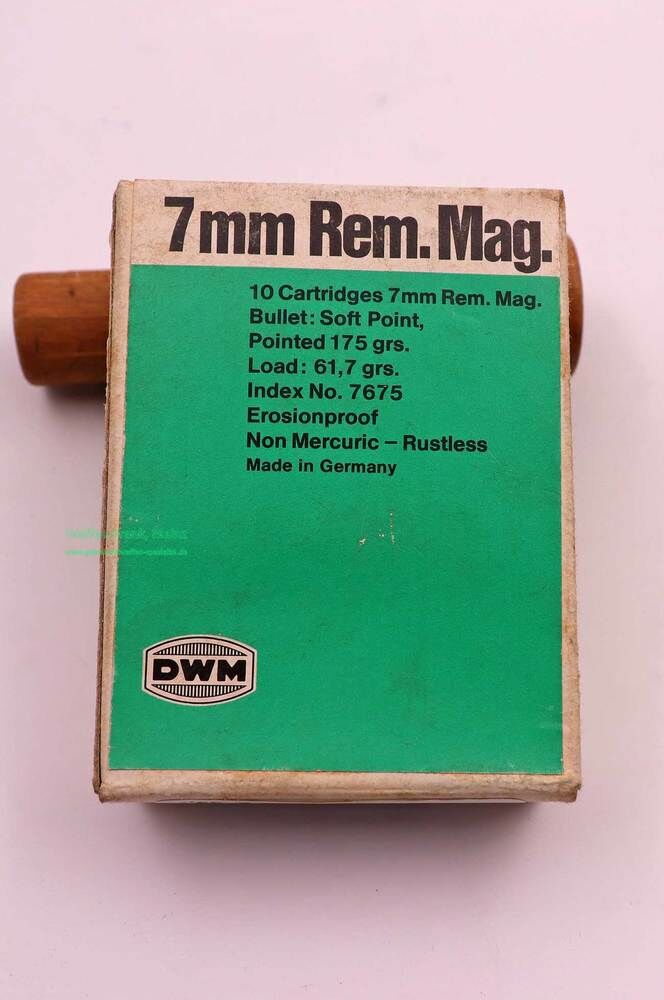 7mm Rem. Mag.
10 Cartridges 7mm Rem. Mag.
Bullet: Soft Point,
Pointed 175 grs.
Load: 61,7 grs.
Index No. 7675
Erosionproof
Non Mercuric – Rustless
Made in Germany
DWM